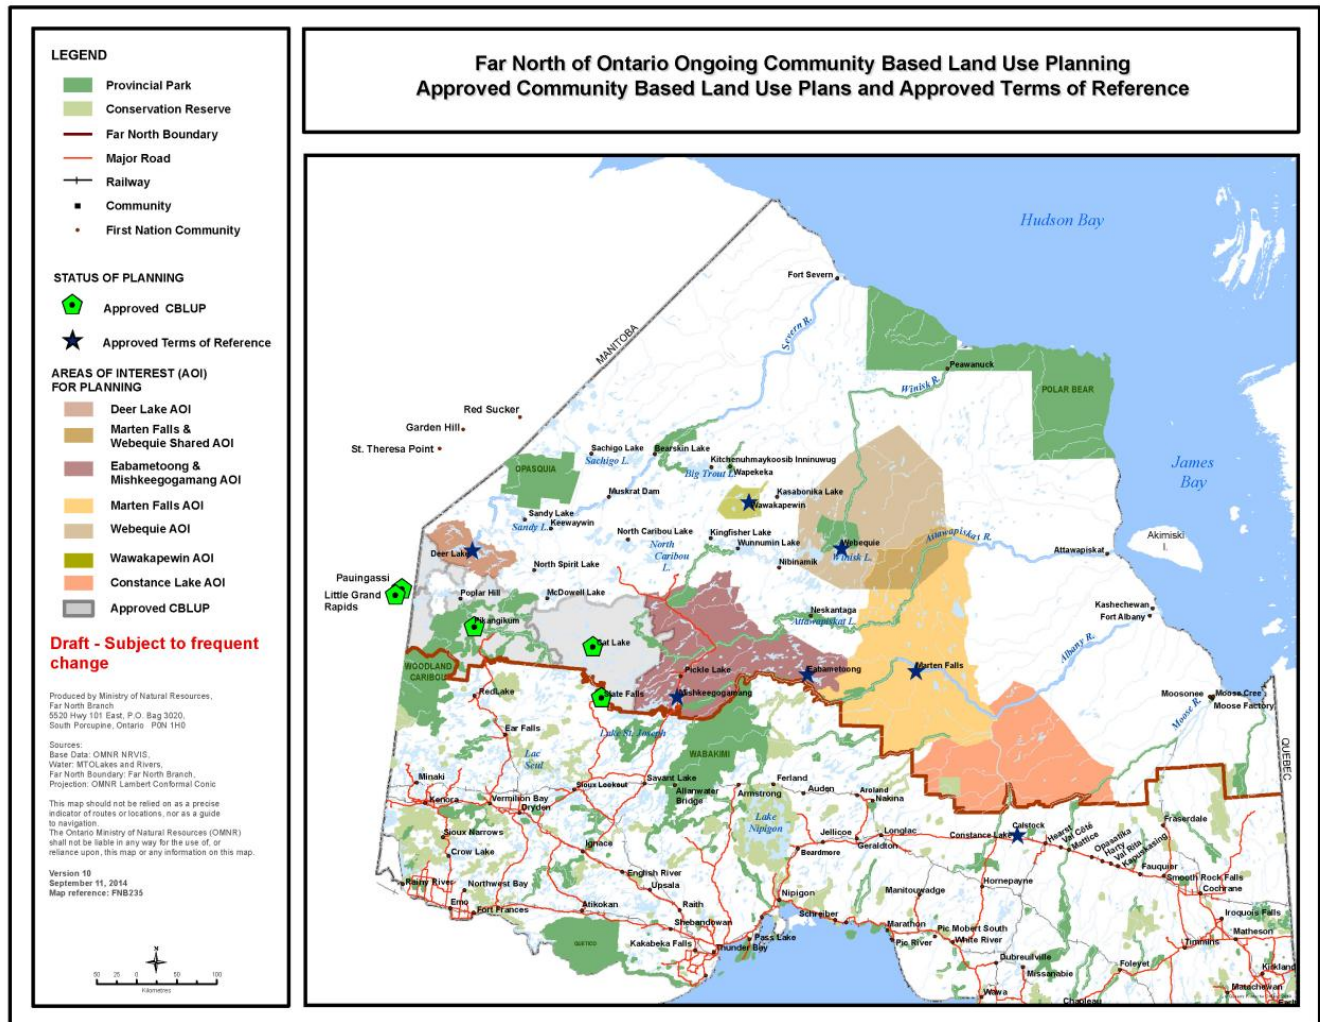 Far North of Ontario Ongoing Community Based Land Use Planning
Approved Community Based Land Use Plans and Approved Terms of Reference
LEGEND
Provincial Park
Conservation Reserve
Far North Boundary
Major Road
Railway
Community
First Nation Community
STATUS OF PLANNING
Approved CBLUP
Approved Terms of Reference
AREAS OF INTEREST (AOI)
FOR PLANNING
Deer Lake AOI
Marten Falls &
Webequie Shared AOI
Eabametoong &
Mishkeegogamang AOI
Marten Falls AOI
Webequie AOI
Wawakapewin AOI
Constance Lake AOI
Approved CBLUP
Draft - Subject to frequent
change
Produced by Ministry of Natural Resources,
Far North Branch
5520 Hwy 101 East, P.O. Bag 3020,
South Porcupine, Ontario P0N 1H0
Sources:
Base Data: OMNR NRVIS,
Water: MTOLakes and Rivers,
Far North Boundary: Far North Branch,
Projection: OMNR Lambert Conformal Conic
This map should not be relied on as a precise
indicator of routes or locations, nor as a guide
to navigation.
The Ontario Ministry of Natural Resources (OMNR)
shall not be liable in any way for the use of, or
reliance upon, this map or any information on this map.
Version 10
September 11, 2014
Map reference: FNB235
N
50 25 0 50 100
Kilometres
Hudson Bay
Fort Severn
Severn R.
MANITOBA
Peawanuck
Winisk R.
POLAR BEAR
Red Sucker
Garden Hill
St. Theresa Point
Sachigo Lake
Bearskin Lake
Sachigo L.
Kitchenuhmaykoosib Inninuwug
Big Trout L.
Wapekeka
OPASQUIA
James
Bay
Muskrat Dam
Kasabonika Lake
Wawakapewin
Sandy Lake
Sandy L.
Keewaywin
North Caribou Lake
Kingfisher Lake
Wunnumin Lake
North
Caribou
L.
Webequie
Winisk L.
Attawapiskat R.
Attawapiskat
Akimiski
I.
Deer Lake
Nibinamik
North Spirit Lake
Pauingassi
Little Grand
Rapids
Poplar Hill
McDowell Lake
Neskantaga
Attawapiskat L.
Kashechewan
Fort Albany
Albany R.
Pikangikum
Cat Lake
WOODLAND
CARIBOU
Pickle Lake
Eabametoong
Marten Falls
RedLake
Slate Falls
Mishkeegogamang
Moosonee
Moose Cree
Moose Factory
Moose R.
Ear Falls
Lake St. Joseph
Lac
Seul
WABAKIMI
QUEBEC
Minaki
Savant Lake
Allanwater
Bridge
Ferland
Armstrong
Auden
Aroland
Nakina
Kenora
Vermilion Bay
Sioux Lookout
Dryden
Lake
Nipigon
Calstock
Constance Lake
Fraserdale
Sioux Narrows
Ignace
Jellicoe
Longlac
Beardmore
Geraldton
Hearst
Val Côté
Mattice
Opasatika
Harty
Val Rita
Kapuskasing
Crow Lake
Fauquier
Smooth Rock Falls
Cochrane
English River
Upsala
Rainy River
Northwest Bay
Hornepayne
Manitouwadge
Nipigon
Emo
Fort Frances
Atikokan
Raith
Shebandowan
Schreiber
Marathon
Iroquois Falls
Pic Mobert South
White River
Matheson
QUETICO
Kakabeka Falls
Pass Lake
Thunder Bay
Pic River
Timmins
Dubreuilville
Missanabie
Foleyet
Kirkland
Wawa
Chapleau
Matachewan